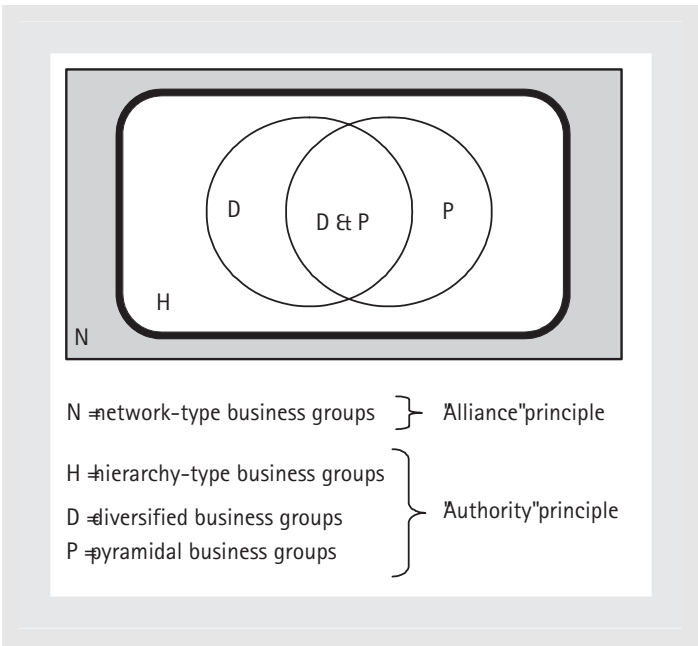 D
D & P
P
H
N
N =network-type business groups
"Alliance" principle
H =hierarchy-type business groups
D =diversified business groups
P =pyramidal business groups
"Authority" principle